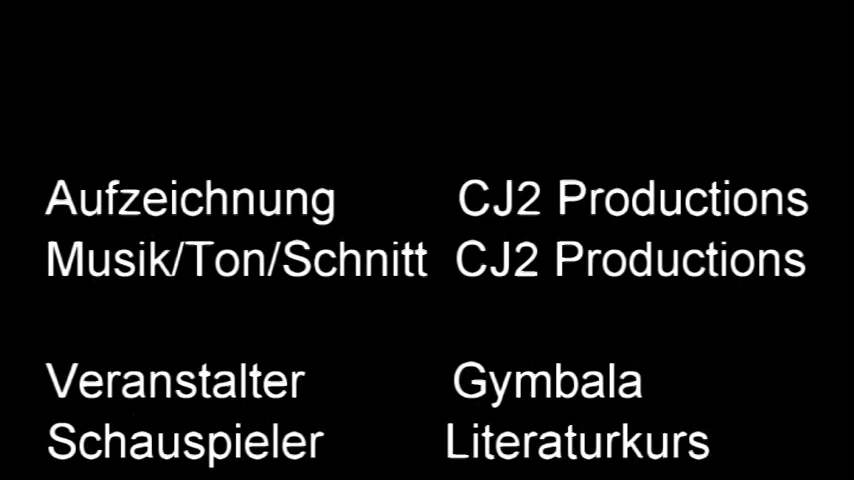 Aufzeichnung CJ2 Productions
Musik/Ton/Schnitt CJ2 Productions
Veranstalter Gymbala
Schauspieler Literaturkurs